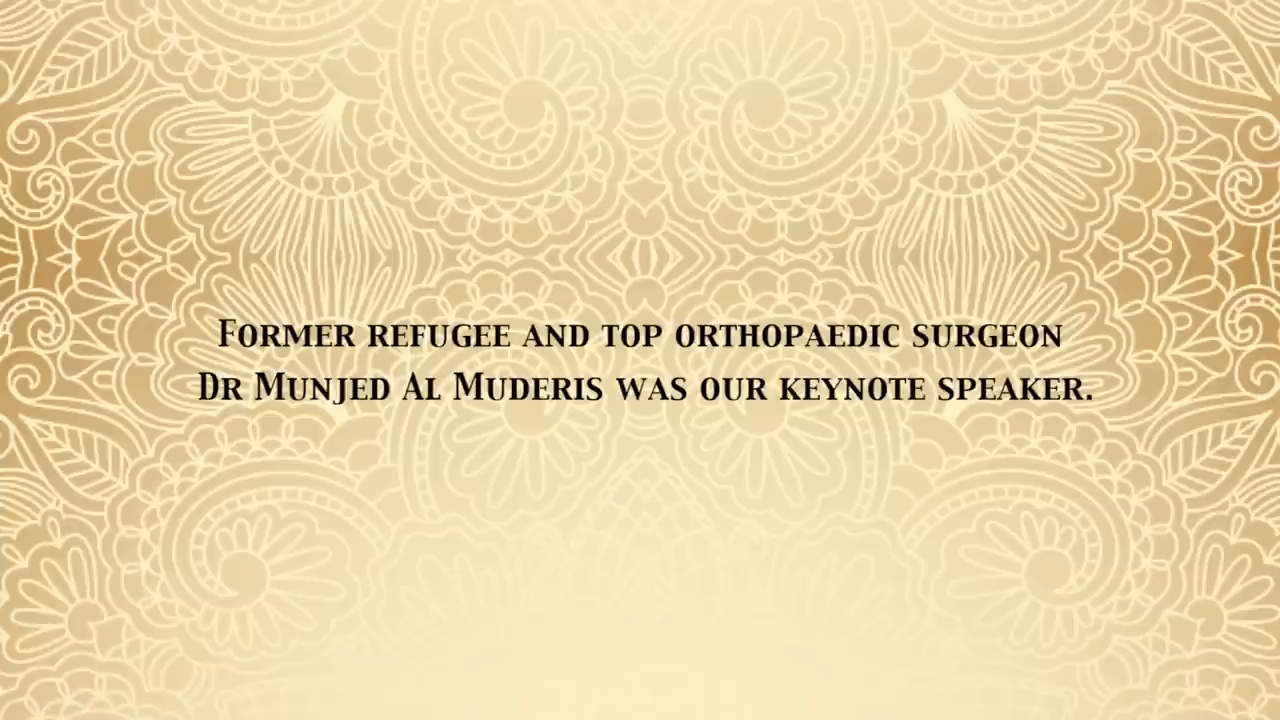 Former refugee and top orthopaedic surgeon
Dr Munjed Al Muderis was our keynote speaker.